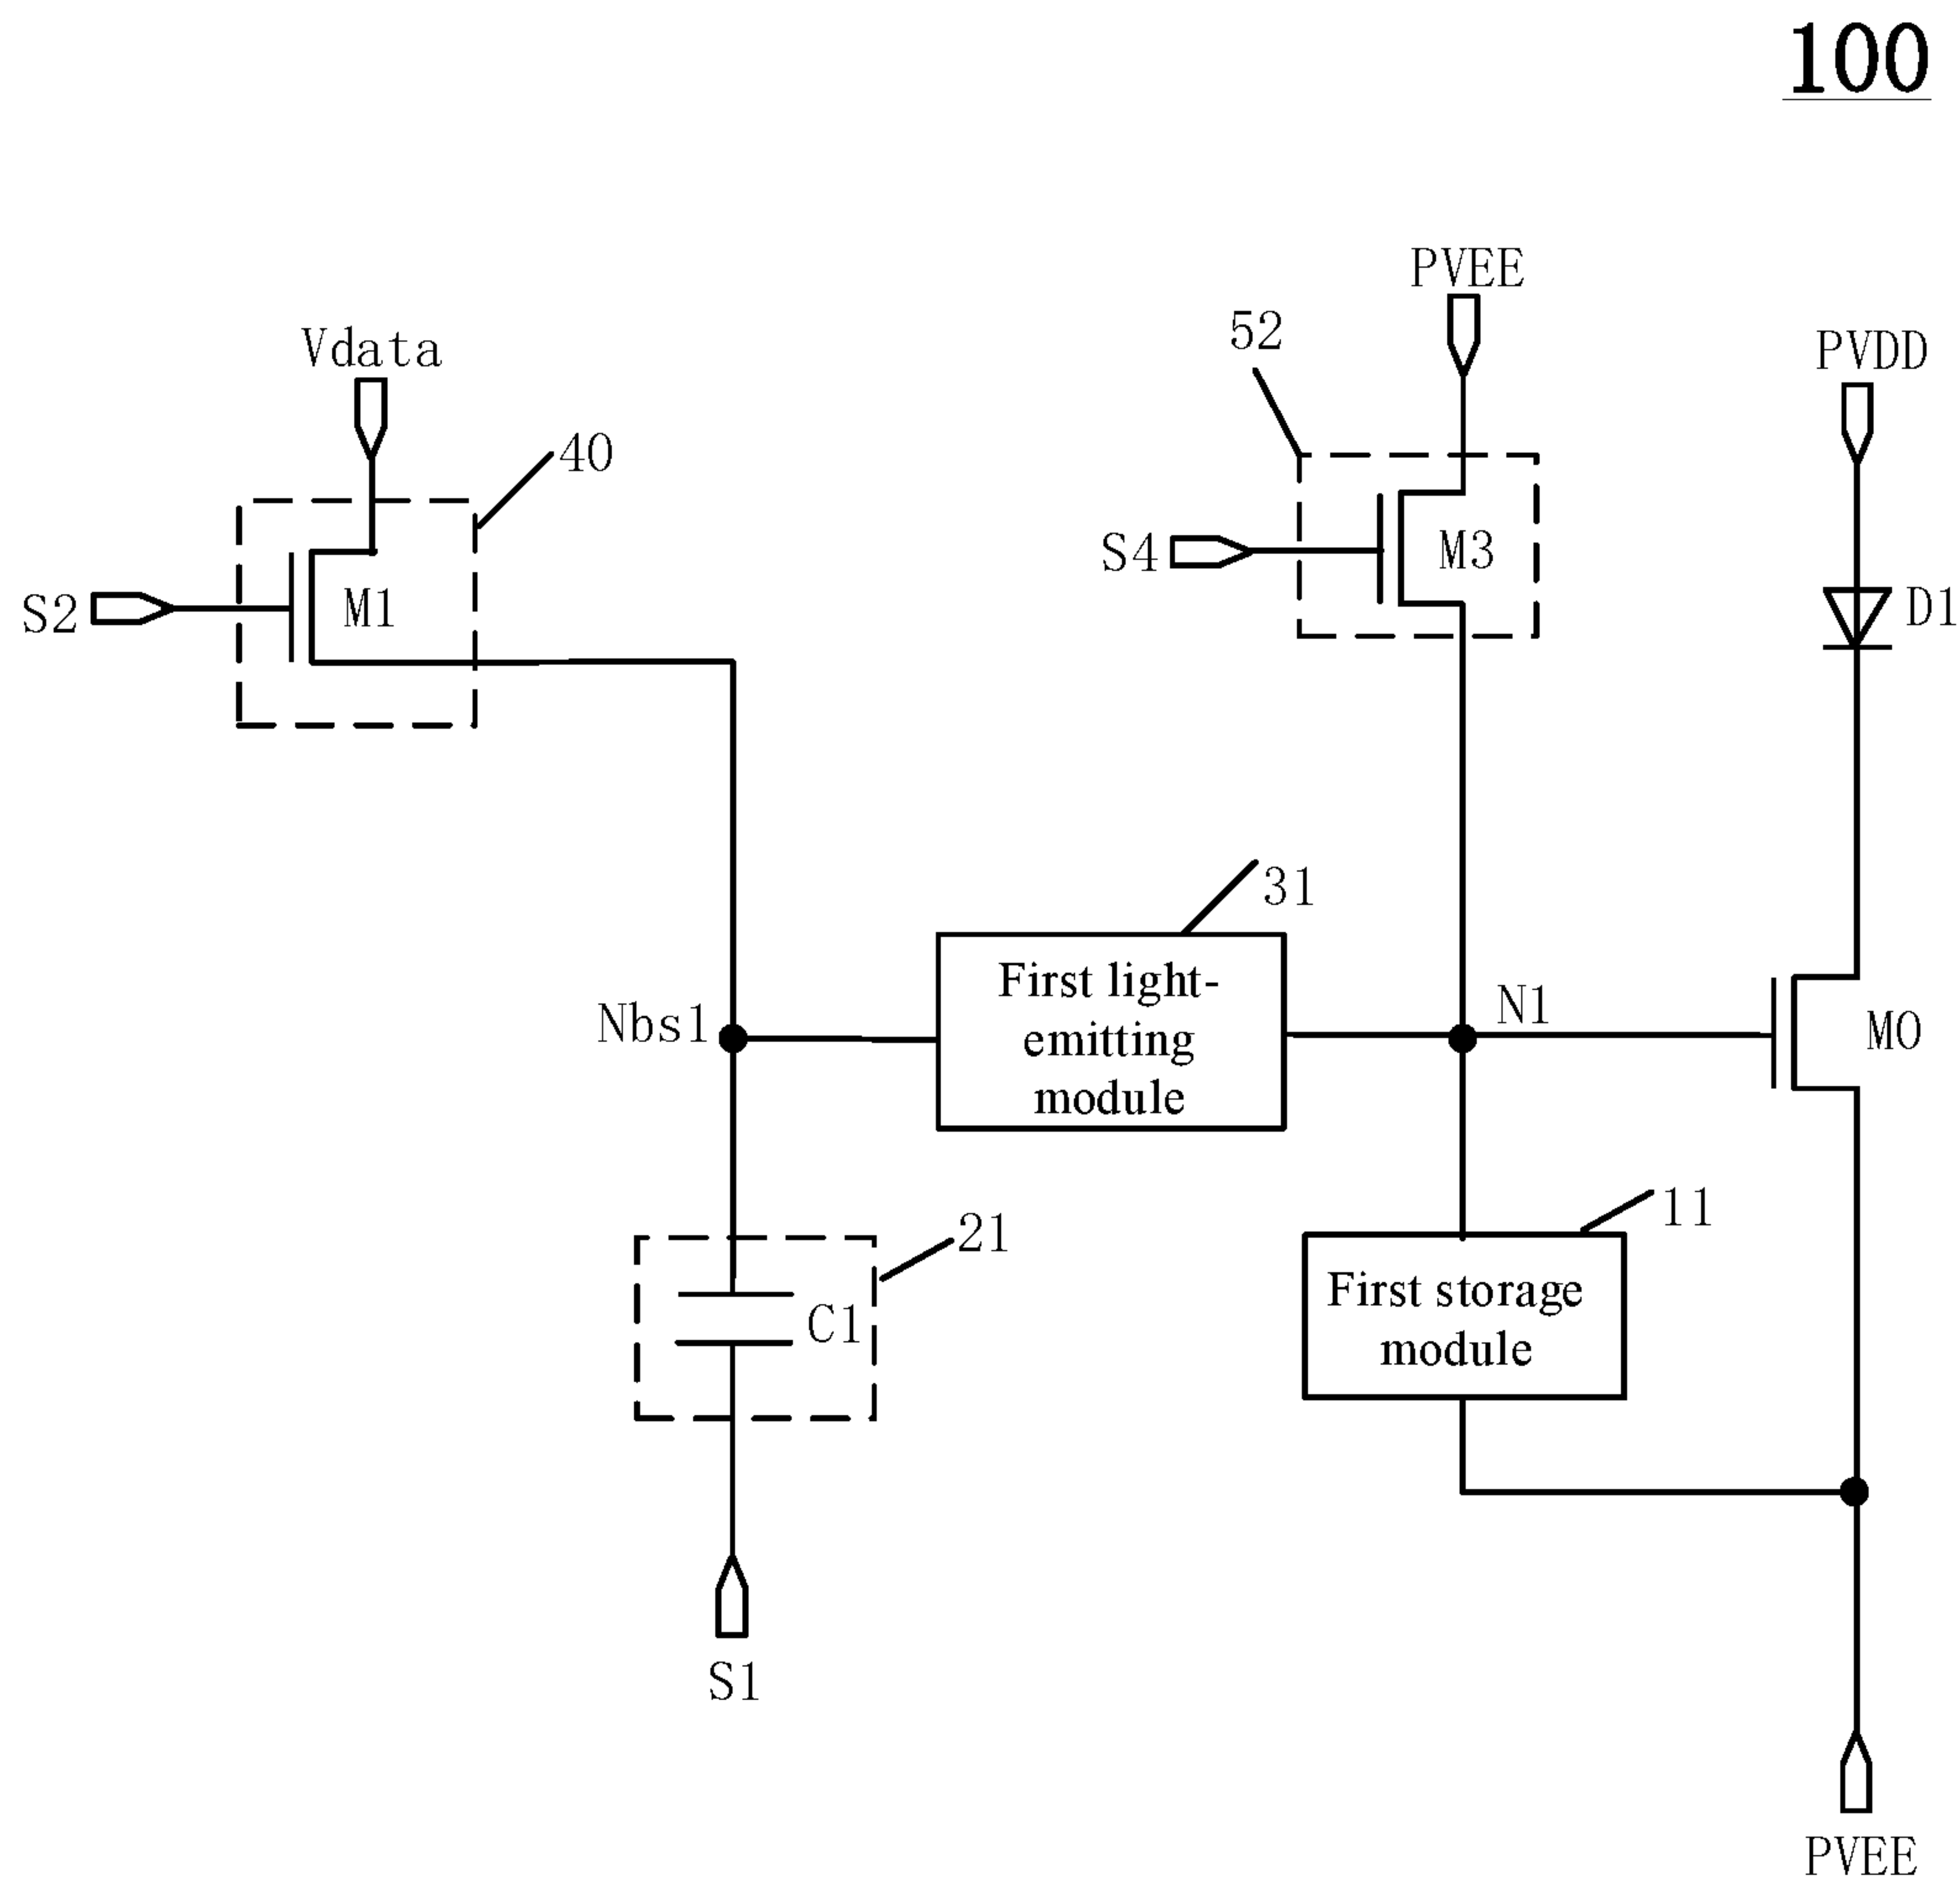 100
PVEE
52
Vdata
PVDD
40
S4
M3
S2
M1
D1
31
First light-
emitting
module
Nbs1
N1
M0
11
21
First storage
module
C1
S1
PVEE